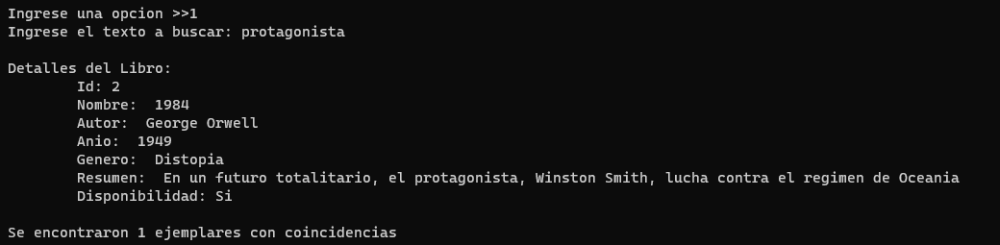 Ingrese una opcion >>1
Ingrese el texto a buscar: protagonista
Detalles del Libro:
Id: 2
Nombre:  1984
Autor:  George Orwell
Anio:  1949
Genero:  Distopia
Resumen:  En un futuro totalitario, el protagonista, Winston Smith, lucha contra el regimen de Oceania
Disponibilidad: Si
Se encontraron 1 ejemplares con coincidencias